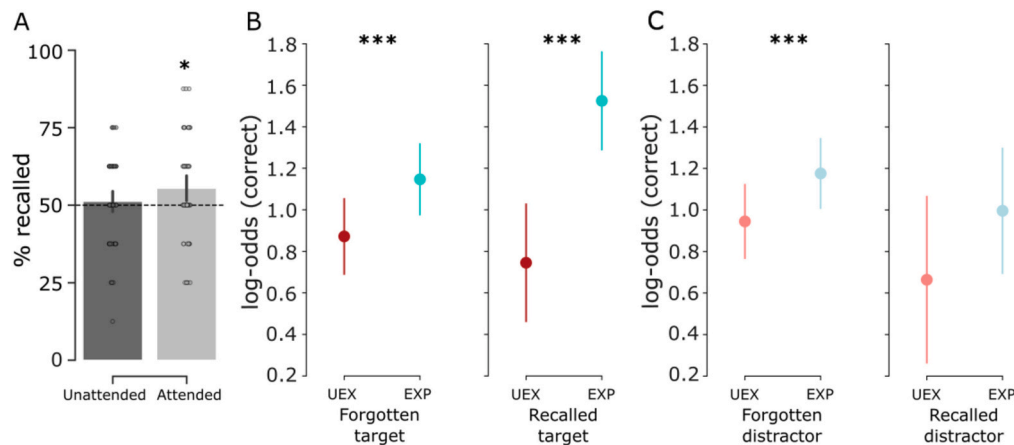 A
100
75
50
25
0
% recalled
*
Unattended
Attended
B
log-odds (correct)
1.8
1.6
1.4
1.2
1.0
0.8
0.6
0.4
0.2
***
UEX
EXP
Forgotten
target
***
UEX
EXP
Recalled
target
C
log-odds (correct)
1.8
1.6
1.4
1.2
1.0
0.8
0.6
0.4
0.2
***
UEX
EXP
Forgotten
distractor
UEX
EXP
Recalled
distractor